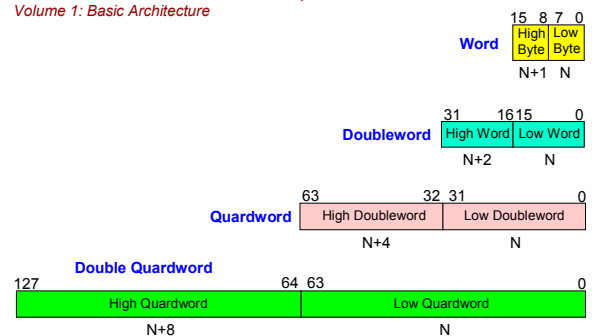 Volume 1: Basic Architecture
15 8 7 0
Word High Byte Low Byte
N+1 N
31 16 15 0
Doubleword High Word Low Word
N+2 N
63 32 31 0
Quardword High Doubleword Low Doubleword
N+4 N
Double Quardword
127 64 63 0
High Quardword Low Quardword
N+8 N